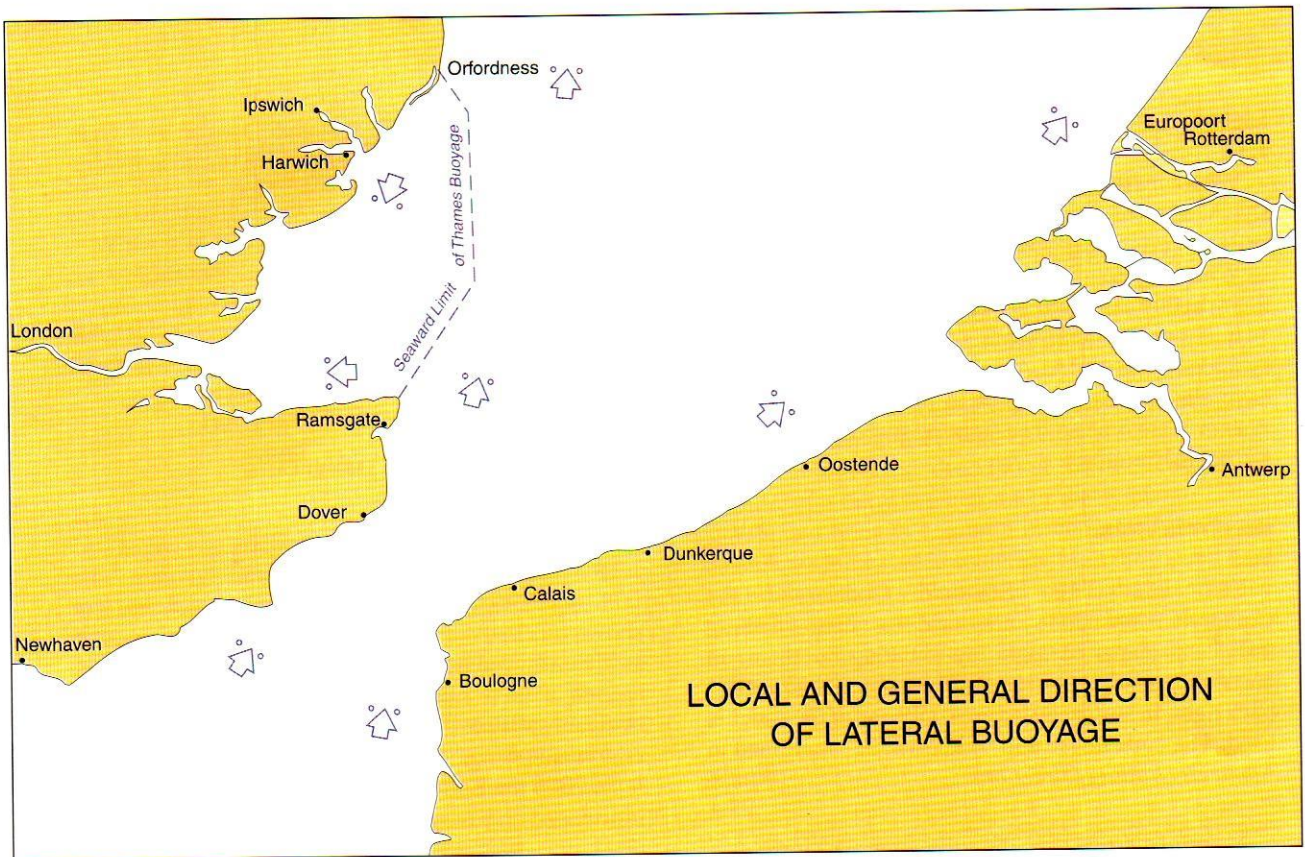 Orfordness
Ipswich
Harwich
Europoort
Rotterdam
Seaward Limit of Thames Buoyage
London
Ramsgate
Oostende
Antwerp
Dover
Dunkerque
Calais
Newhaven
Boulogne
LOCAL AND GENERAL DIRECTION
OF LATERAL BUOYAGE